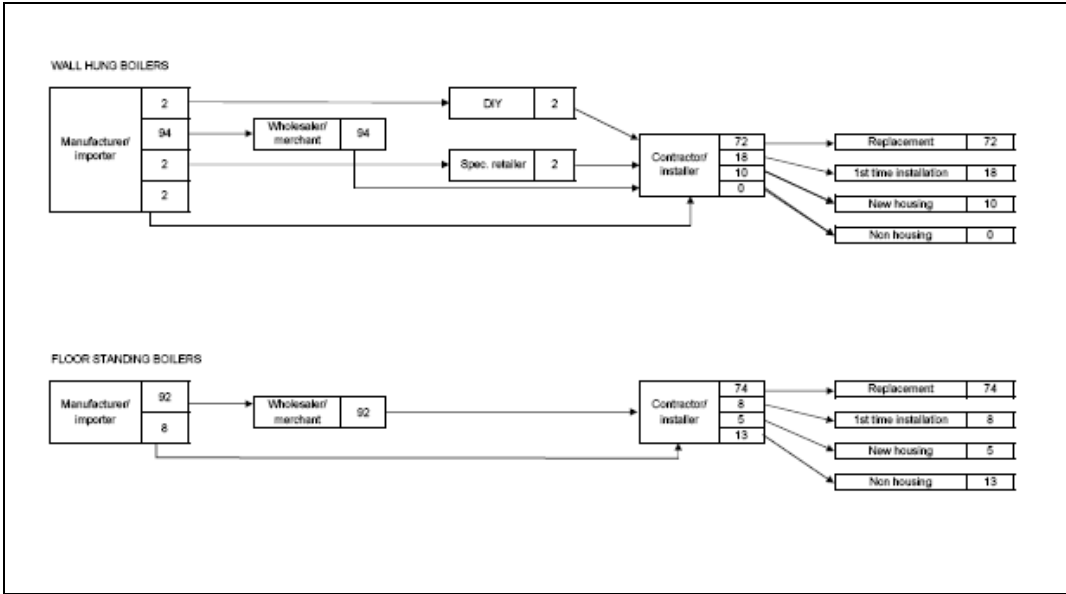 WALL HUNG BOILERS
Manufacturer/
importer
2
94
2
2
DIY 2
Wholesaler/
merchant
94
Spec. retailer 2
Contractor/
installer
72
18
10
0
Replacement 72
1st time installation 18
New housing 10
Non housing 0
FLOOR STANDING BOILERS
Manufacturer/
importer
92
8
Wholesaler/
merchant
92
Contractor/
installer
74
8
5
13
Replacement 74
1st time installation 8
New housing 5
Non housing 13